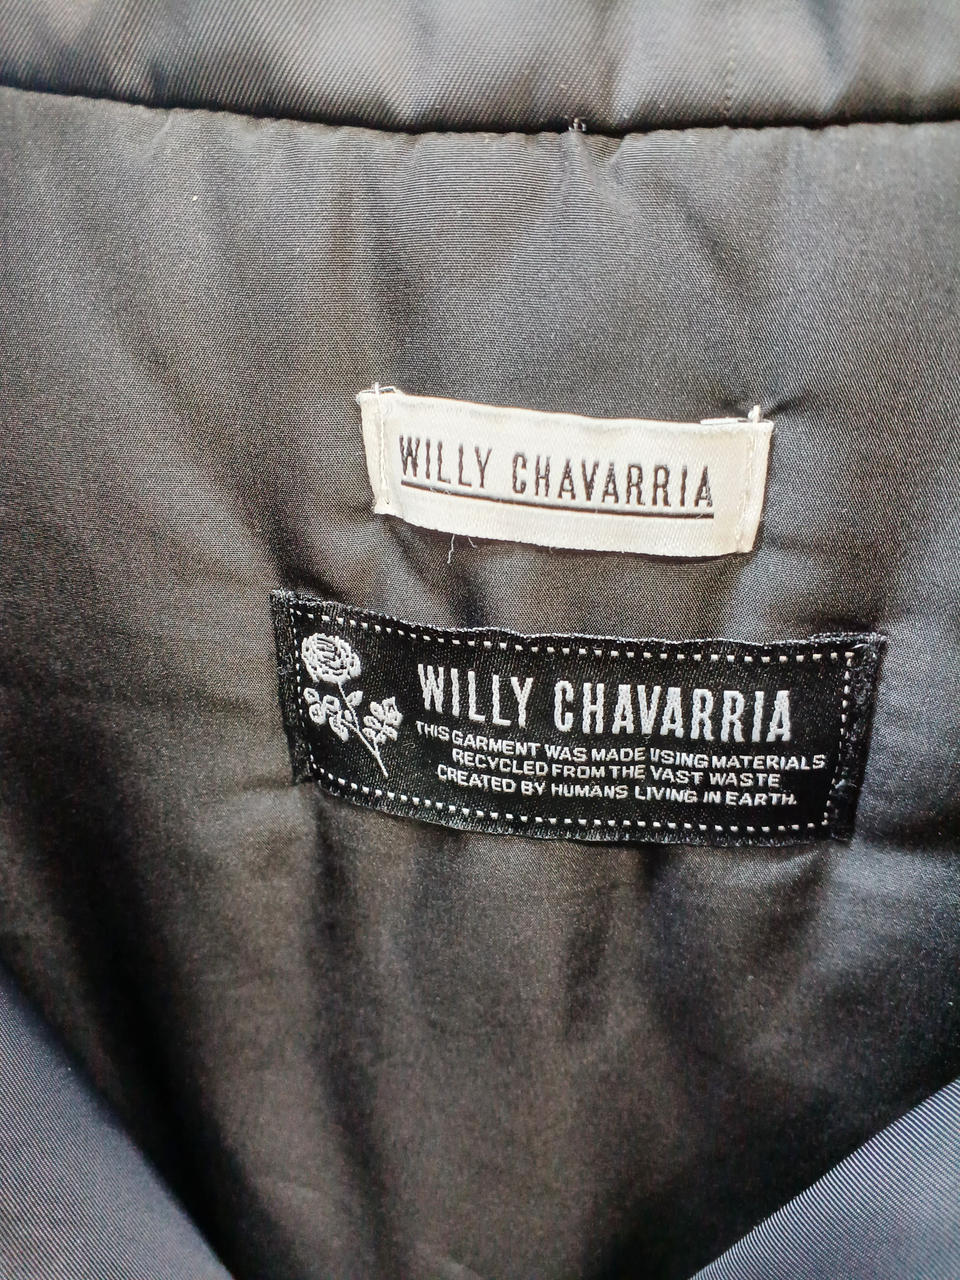 WILLY CHAVARRIA
WILLY CHAVARRIA
THIS GARMENT WAS MADE USING MATERIALS
RECYCLED FROM THE VAST WASTE
CREATED BY HUMANS LIVING IN EARTH.